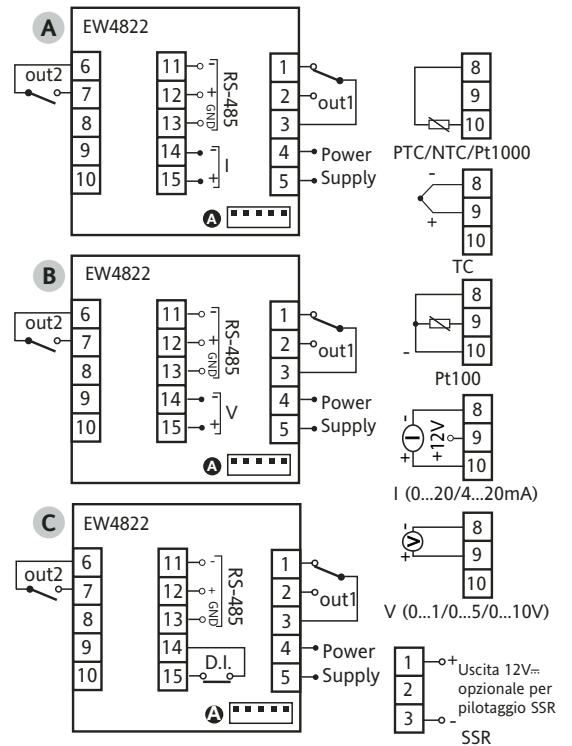 A
EW4822
6
out2
7
8
9
10
11 -
12 +
13 GND
RS-485
14 -
15 +
I
1
2
out1
3
4 Power
5 Supply
A
8
9
10
PTC/NTC/Pt1000
-
8
9
+
10
TC
B
EW4822
6
out2
7
8
9
10
11 -
12 +
13 GND
RS-485
14 -
15 +
V
1
2
out1
3
4 Power
5 Supply
A
8
9
- 10
Pt100
- 8
I +12V 9
+ 10
I (0...20/4...20mA)
C
EW4822
6
out2
7
8
9
10
11 -
12 +
13 GND
RS-485
14
D.I.
15
1
2
out1
3
4 Power
5 Supply
A
- 8
V
+ 9
10
V (0...1/0...5/0...10V)
1 +
2
3 -
Uscita 12V⎓
opzionale per
pilotaggio SSR
SSR